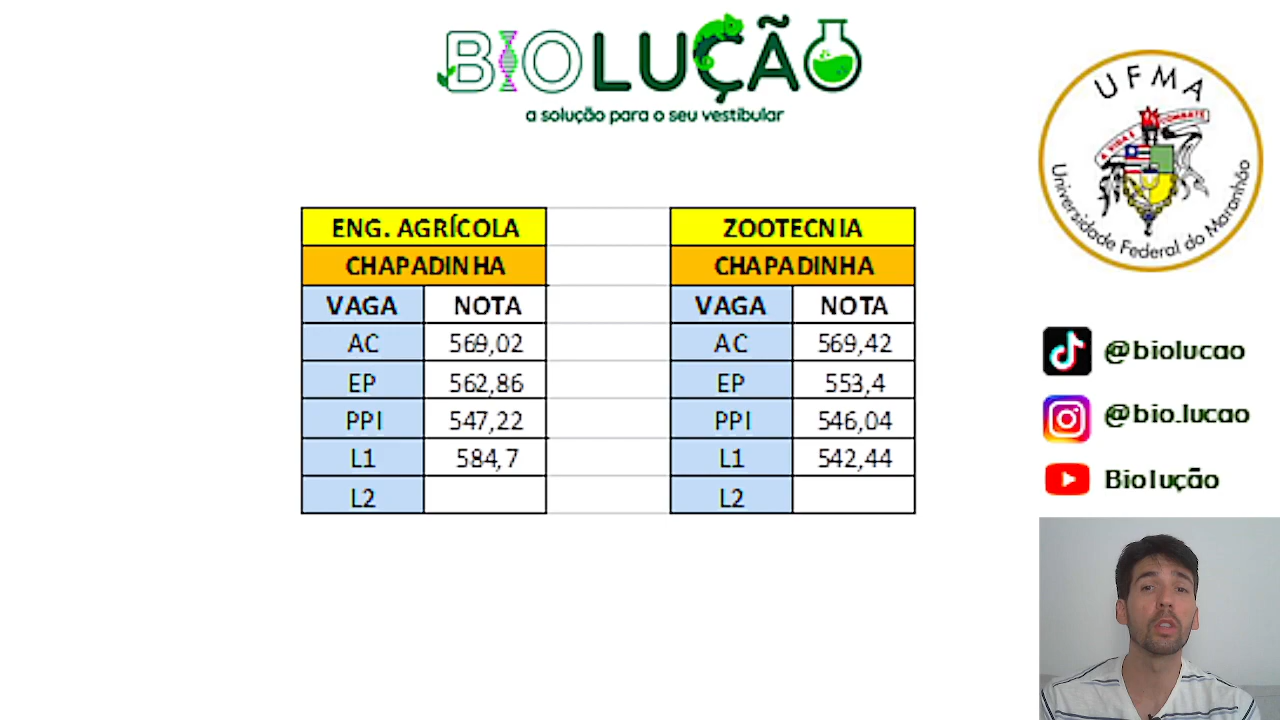 BIOLUÇÃO
a solução para o seu vestibular
UFMA
A VIDA É COMBATE
Universidade Federal do Maranhão
ENG. AGRÍCOLA
CHAPADINHA
VAGA NOTA
AC 569,02
EP 562,86
PPI 547,22
L1 584,7
L2
ZOOTECNIA
CHAPADINHA
VAGA NOTA
AC 569,42
EP 553,4
PPI 546,04
L1 542,44
L2
@biolucao
@bio.lucao
Biolução